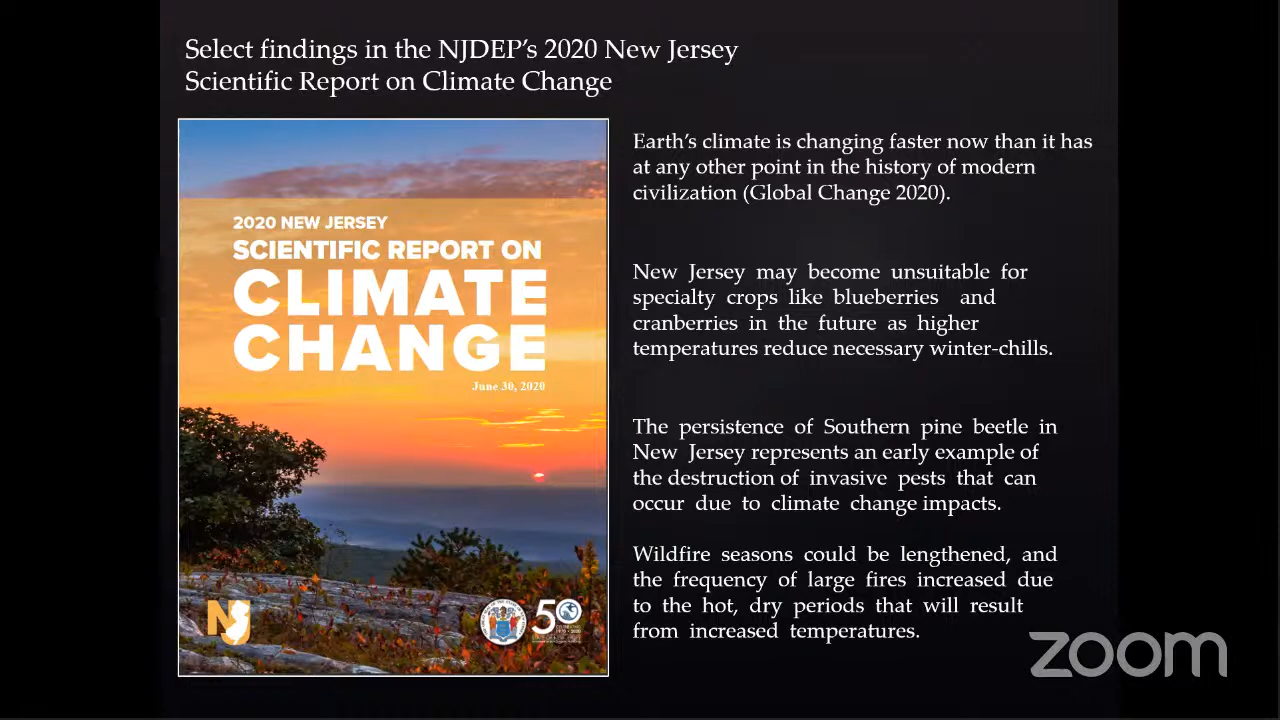 Select findings in the NJDEP's 2020 New Jersey
Scientific Report on Climate Change
2020 NEW JERSEY
SCIENTIFIC REPORT ON
CLIMATE
CHANGE
June 30, 2020
NJ
50
Earth's climate is changing faster now than it has
at any other point in the history of modern
civilization (Global Change 2020).
New Jersey may become unsuitable for
specialty crops like blueberries and
cranberries in the future as higher
temperatures reduce necessary winter-chills.
The persistence of Southern pine beetle in
New Jersey represents an early example of
the destruction of invasive pests that can
occur due to climate change impacts.
Wildfire seasons could be lengthened, and
the frequency of large fires increased due
to the hot, dry periods that will result
from increased temperatures.
zoom